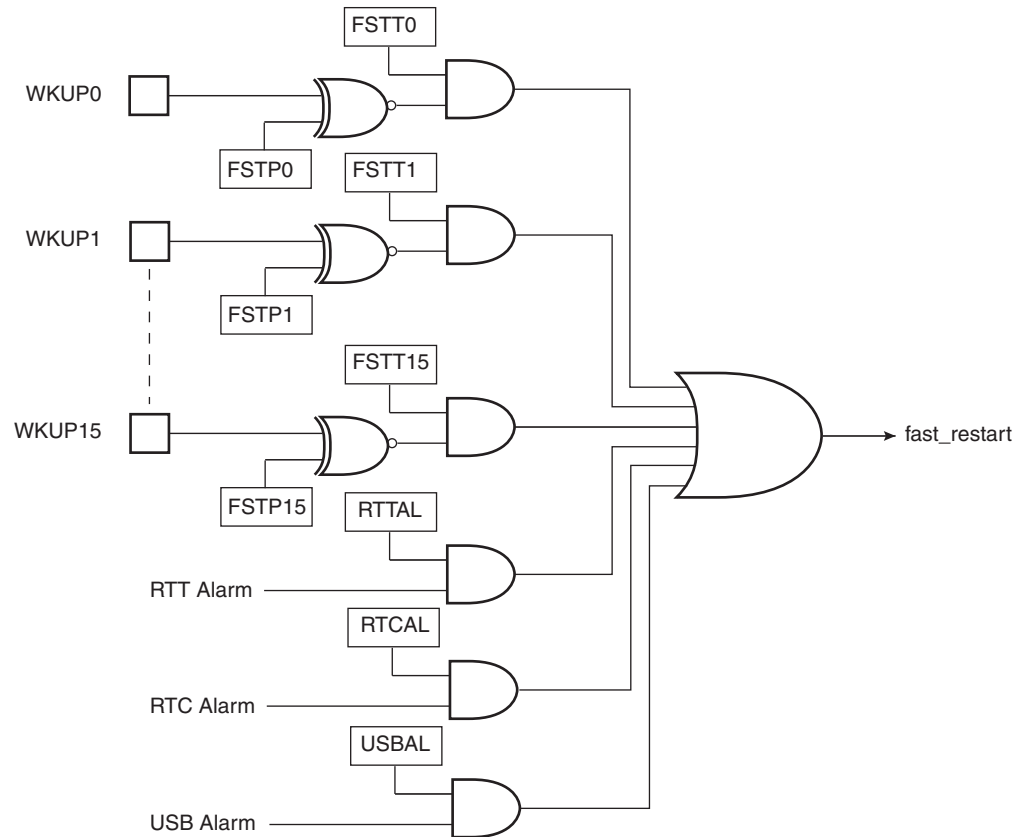 FSTT0
WKUP0
FSTP0
FSTT1
WKUP1
FSTP1
FSTT15
WKUP15
fast_restart
FSTP15
RTTAL
RTT Alarm
RTCAL
RTC Alarm
USBAL
USB Alarm